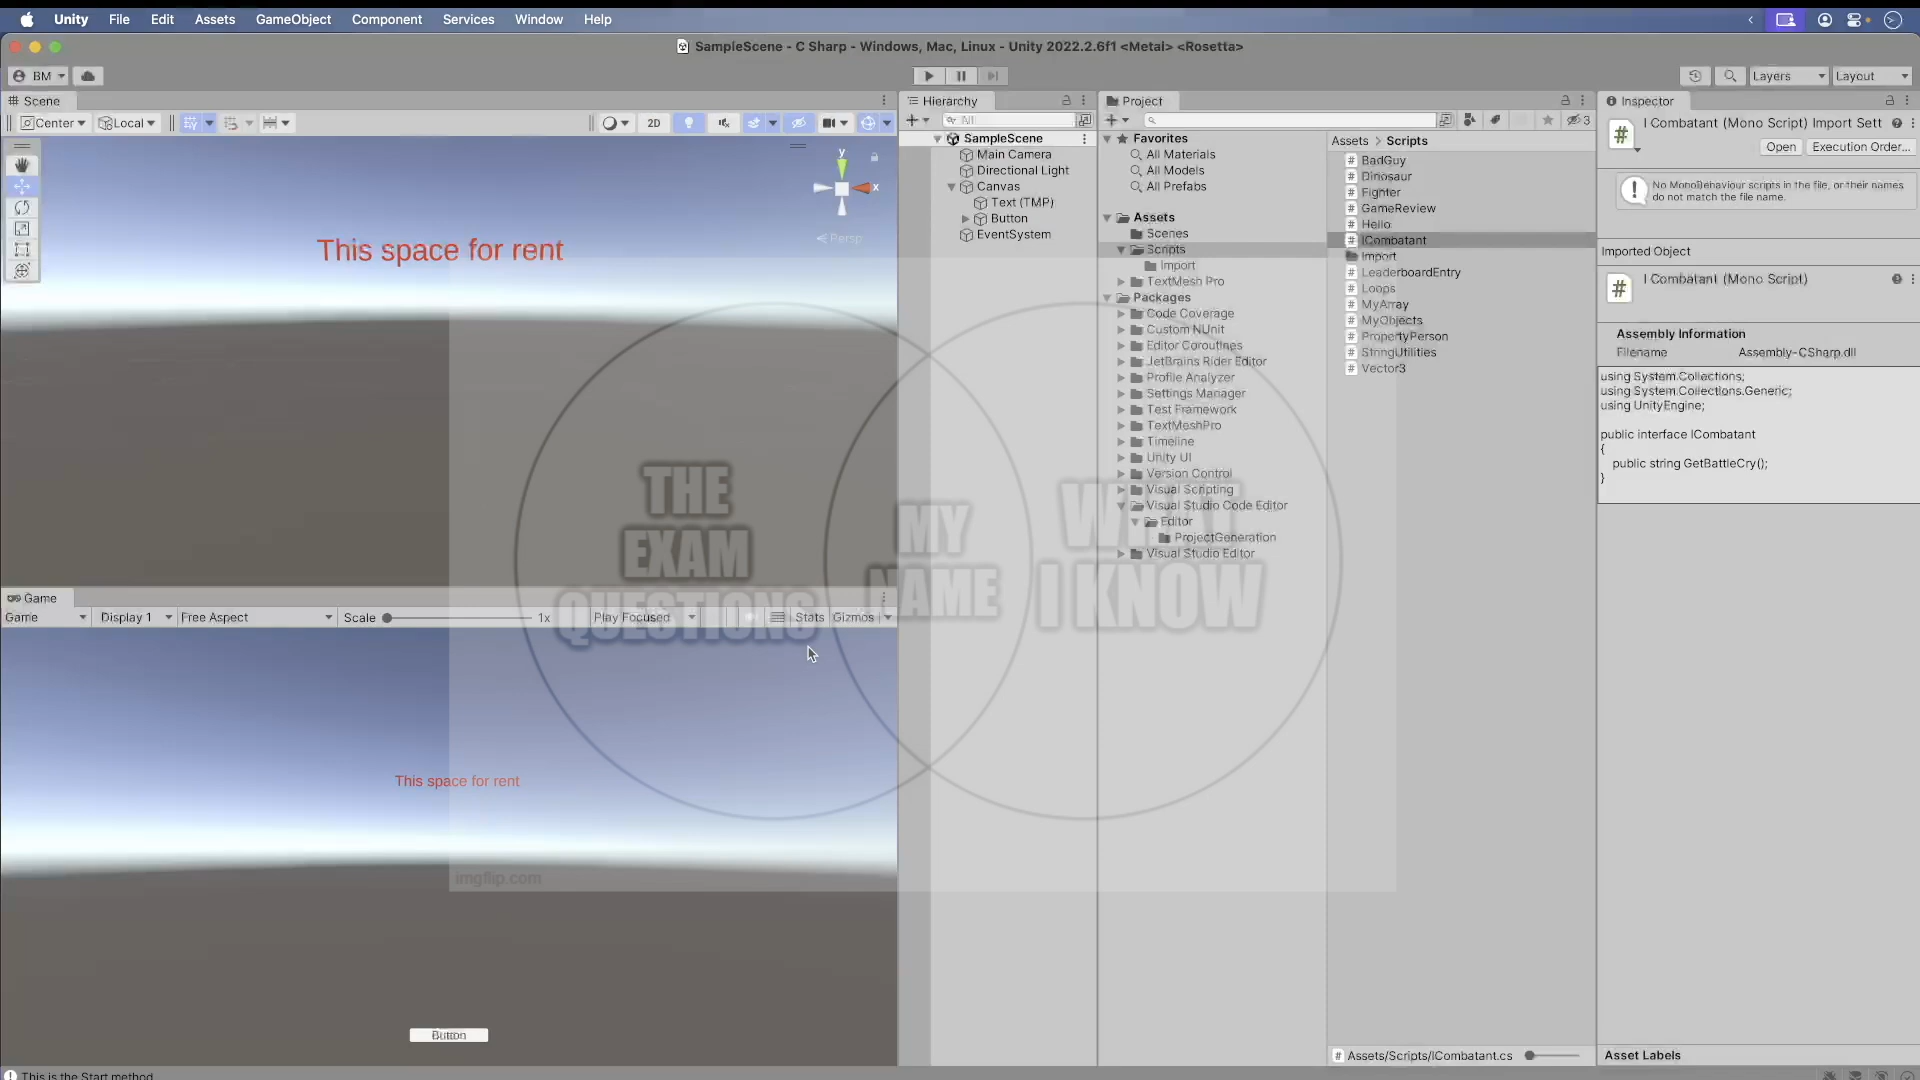 Unity File Edit Assets GameObject Component Services Window Help
SampleScene - C Sharp - Windows, Mac, Linux - Unity 2022.2.6f1 <Metal> <Rosetta>
BM
Layers
Layout
Scene
Center
Local
2D
y
x
Persp
This space for rent
Game
Game
Display 1
Free Aspect
Scale
1x
Play Focused
Stats
Gizmos
This space for rent
Button
This is the Start method
Hierarchy
All
SampleScene
Main Camera
Directional Light
Canvas
Text (TMP)
Button
EventSystem
Project
3
Favorites
All Materials
All Models
All Prefabs
Assets
Scenes
Scripts
Import
TextMesh Pro
Packages
Code Coverage
Custom NUnit
Editor Coroutines
JetBrains Rider Editor
Profile Analyzer
Settings Manager
Test Framework
TextMeshPro
Timeline
Unity UI
Version Control
Visual Scripting
Visual Studio Code Editor
Editor
ProjectGeneration
Visual Studio Editor
Assets > Scripts
BadGuy
Dinosaur
Fighter
GameReview
Hello
ICombatant
Import
LeaderboardEntry
Loops
MyArray
MyObjects
PropertyPerson
StringUtilities
Vector3
Assets/Scripts/ICombatant.cs
Inspector
I Combatant (Mono Script) Import Sett
Open
Execution Order...
No MonoBehaviour scripts in the file, or their names
do not match the file name.
Imported Object
I Combatant (Mono Script)
Assembly Information
Filename Assembly-CSharp.dll
using System.Collections;
using System.Collections.Generic;
using UnityEngine;
public interface ICombatant
{
public string GetBattleCry();
}
Asset Labels
THE
EXAM
QUESTIONS
MY
NAME
WHAT
I KNOW
imgflip.com